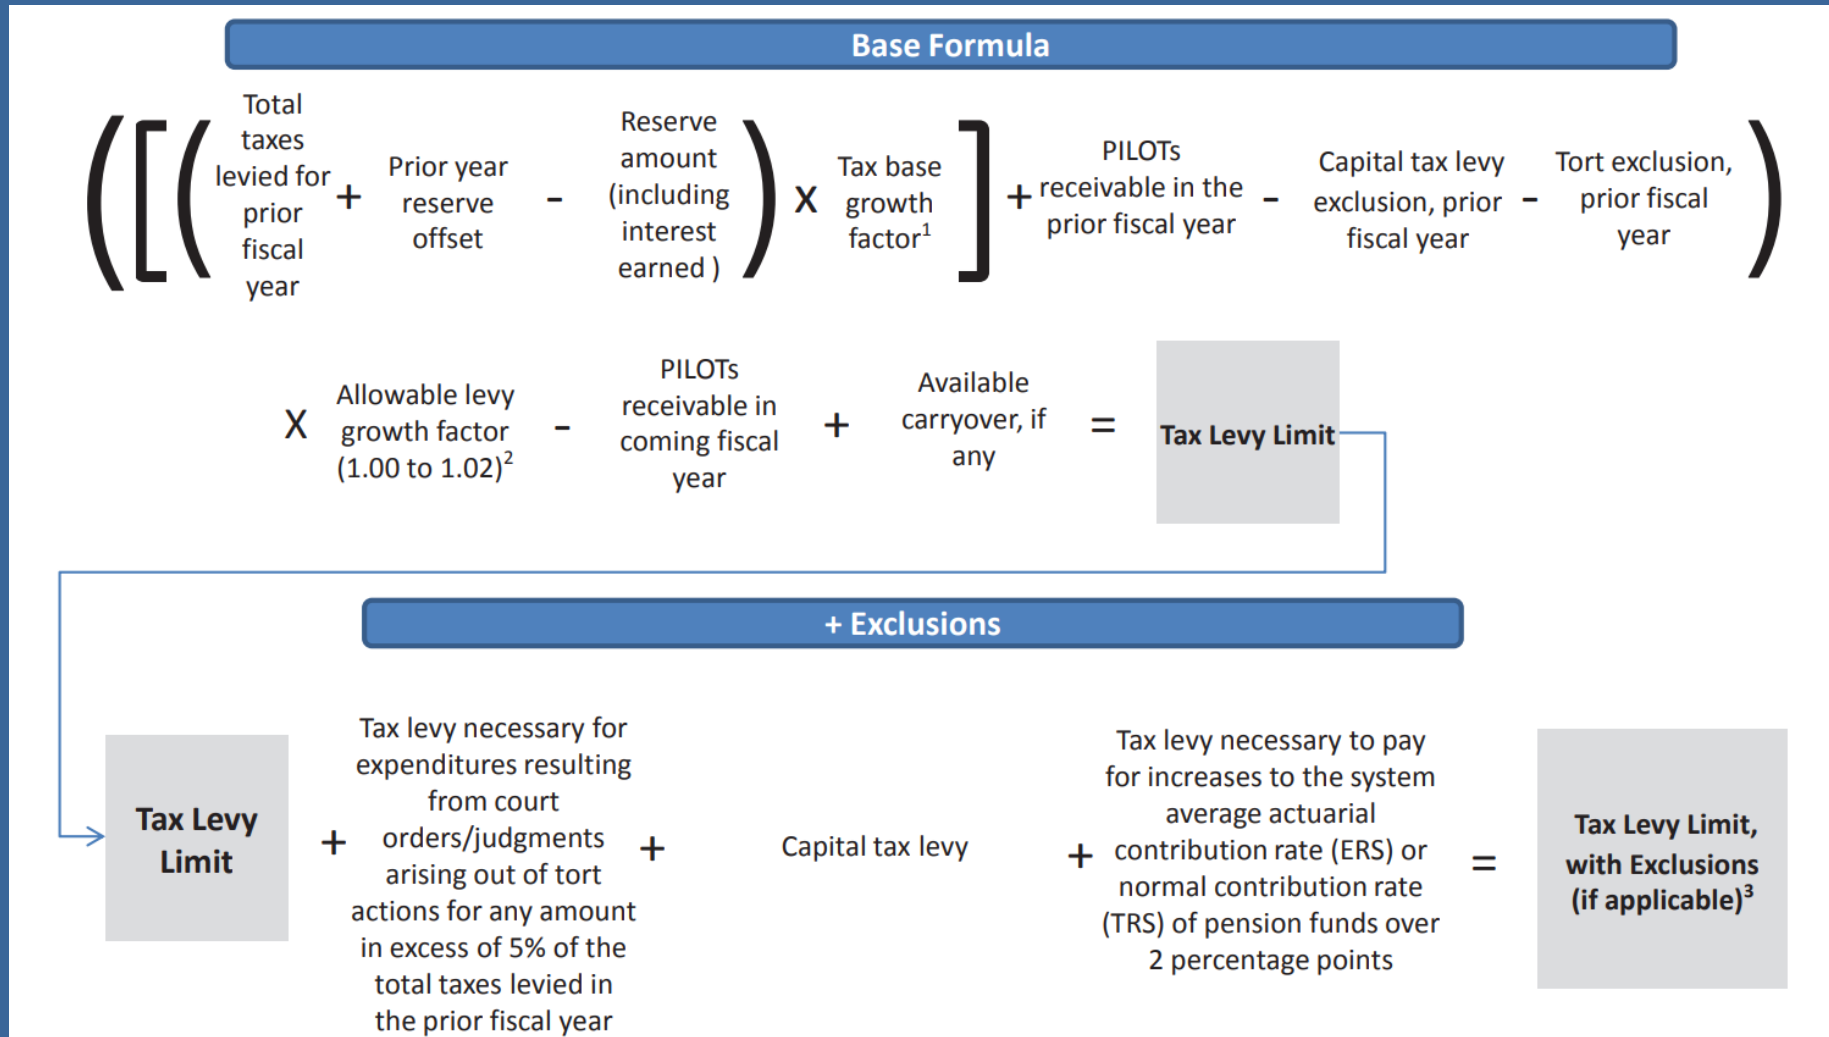 Base Formula
( [ (
Total
taxes
levied for
prior
fiscal
year
+
Prior year
reserve
offset
-
Reserve
amount
(including
interest
earned )
)
X
Tax base
growth
factor1
]
+
PILOTs
receivable in the
prior fiscal year
-
Capital tax levy
exclusion, prior
fiscal year
-
Tort exclusion,
prior fiscal
year
)
X
Allowable levy
growth factor
(1.00 to 1.02)2
-
PILOTs
receivable in
coming fiscal
year
+
Available
carryover, if
any
=
Tax Levy Limit
+ Exclusions
Tax Levy
Limit
+
Tax levy necessary for
expenditures resulting
from court
orders/judgments
arising out of tort
actions for any amount
in excess of 5% of the
total taxes levied in
the prior fiscal year
+
Capital tax levy
+
Tax levy necessary to pay
for increases to the system
average actuarial
contribution rate (ERS) or
normal contribution rate
(TRS) of pension funds over
2 percentage points
=
Tax Levy Limit,
with Exclusions
(if applicable)3